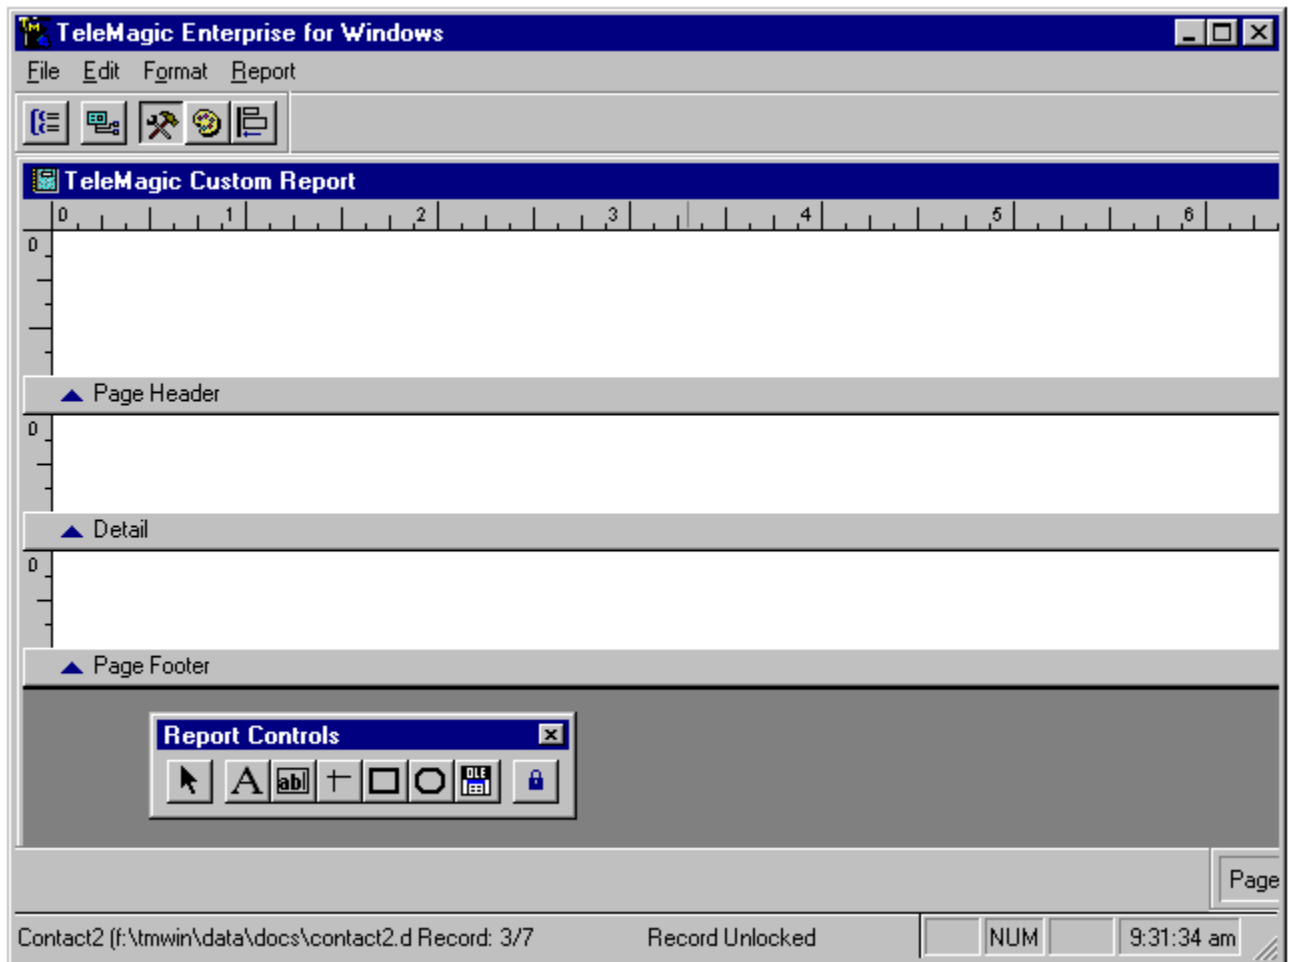 TeleMagic Enterprise for Windows
File Edit Format Report
TeleMagic Custom Report
0 1 2 3 4 5 6
0
Page Header
0
Detail
0
Page Footer
Report Controls
A ab OLE
Page
Contact2 (f:\tmwin\data\docs\contact2.d Record: 3/7 Record Unlocked NUM 9:31:34 am